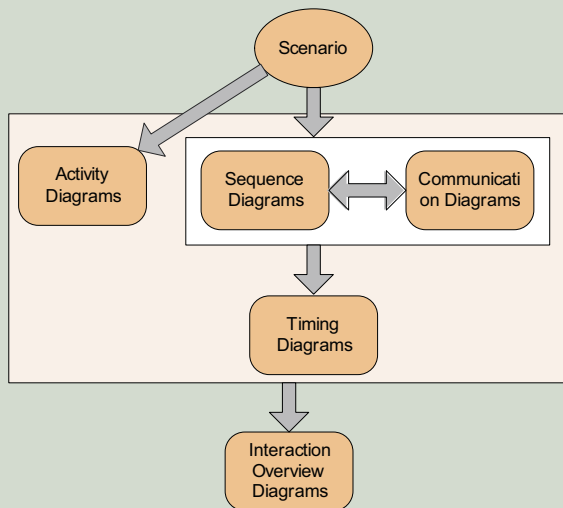 Scenario
Activity
Diagrams
Sequence
Diagrams
Communicati
on Diagrams
Timing
Diagrams
Interaction
Overview
Diagrams